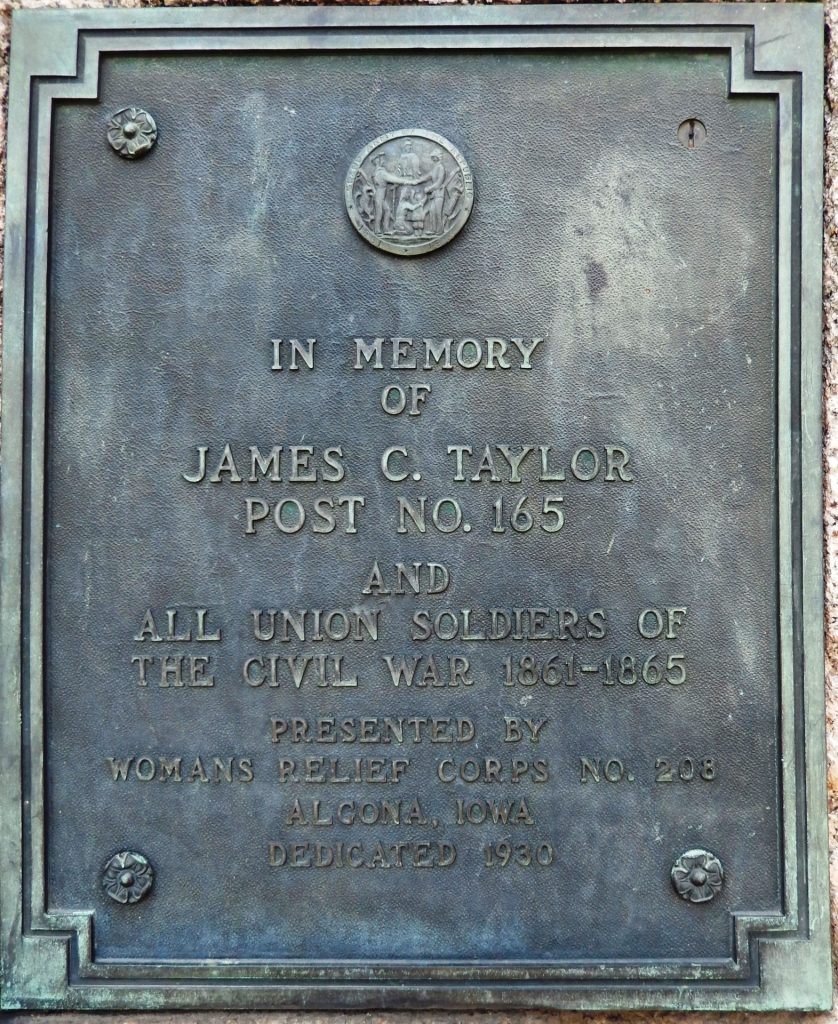 IN MEMORY
OF
JAMES C. TAYLOR
POST NO. 165
AND
ALL UNION SOLDIERS OF
THE CIVIL WAR 1861-1865
PRESENTED BY
WOMANS RELIEF CORPS NO. 208
ALGONA, IOWA
DEDICATED 1930